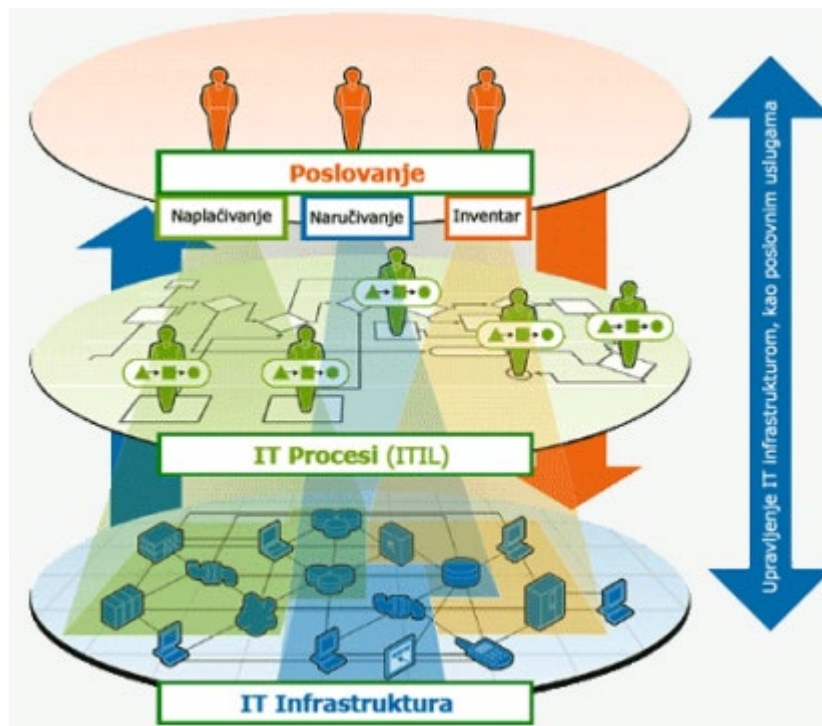 Poslovanje
Naplaćivanje
Naručivanje
Inventar
IT Procesi (ITIL)
IT Infrastruktura
Upravljenje IT infrastrukturom, kao poslovnim uslugama